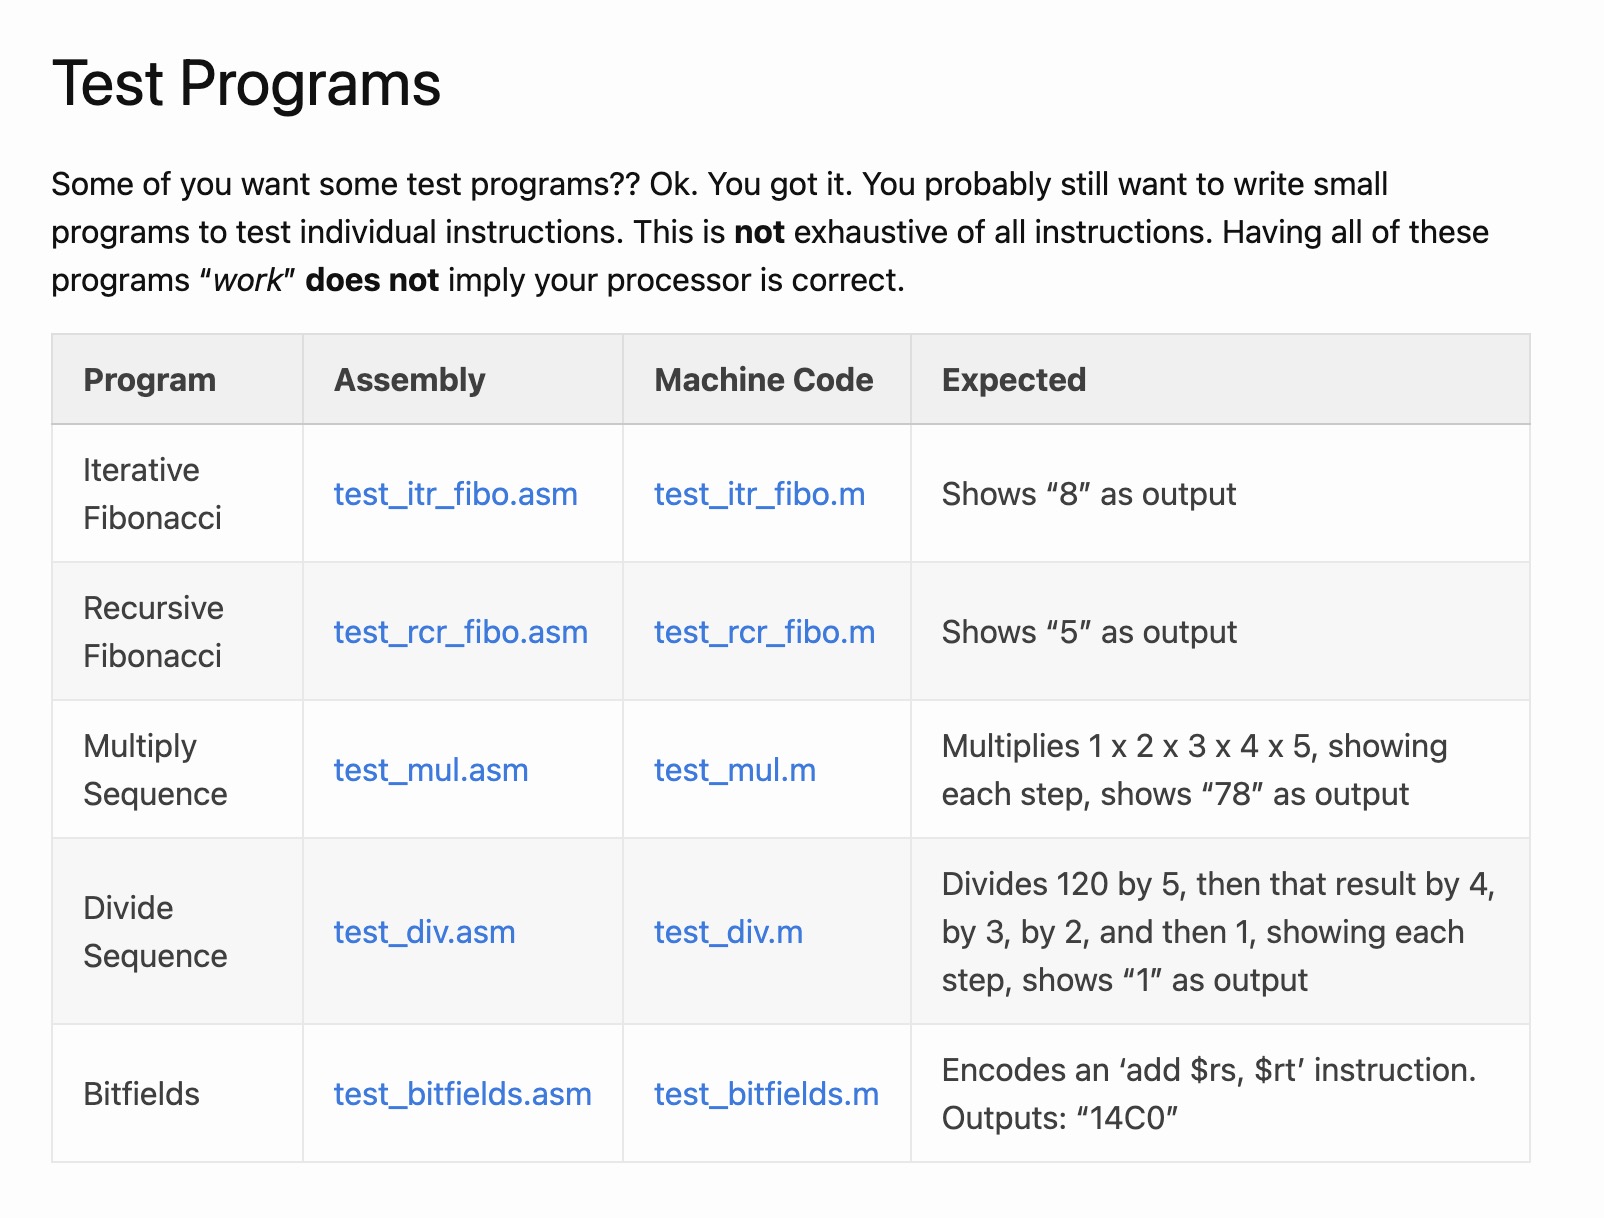 Test Programs
Some of you want some test programs?? Ok. You got it. You probably still want to write small
programs to test individual instructions. This is not exhaustive of all instructions. Having all of these
programs “work” does not imply your processor is correct.
Program Assembly Machine Code Expected
Iterative
Fibonacci
test_itr_fibo.asm test_itr_fibo.m Shows “8” as output
Recursive
Fibonacci
test_rcr_fibo.asm test_rcr_fibo.m Shows “5” as output
Multiply
Sequence
test_mul.asm test_mul.m
Multiplies 1 x 2 x 3 x 4 x 5, showing
each step, shows “78” as output
Divide
Sequence
test_div.asm test_div.m
Divides 120 by 5, then that result by 4,
by 3, by 2, and then 1, showing each
step, shows “1” as output
Bitfields test_bitfields.asm test_bitfields.m
Encodes an ‘add $rs, $rt’ instruction.
Outputs: “14C0”